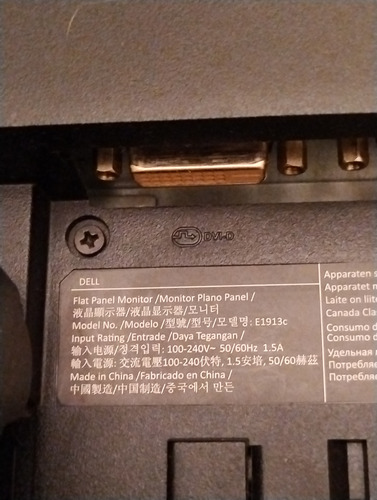 DVI-D
DELL
Flat Panel Monitor /Monitor Plano Panel /
液晶顯示器/液晶显示器/모니터
Model No. /Modelo /型號/型号/모델명: E1913c
Input Rating /Entrade /Daya Tegangan /
输入电源/정격입력: 100-240V~ 50/60Hz 1.5A
輸入電源: 交流電壓100-240伏特, 1.5安培, 50/60赫茲
Made in China /Fabricado en China /
中國製造/中国制造/중국에서 만든
Apparaten s
Apparatet m
Laite on liite
Canada Cla
Consumo d
Consumo d
Удельная
Потребля
Потребля